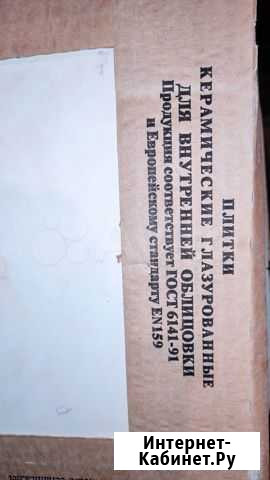 ПЛИТКИ
КЕРАМИЧЕСКИЕ ГЛАЗУРОВАННЫЕ
ДЛЯ ВНУТРЕННЕЙ ОБЛИЦОВКИ
Продукция соответствует ГОСТ 6141-91
и Европейскому стандарту EN159
Интернет-
Кабинет.Ру